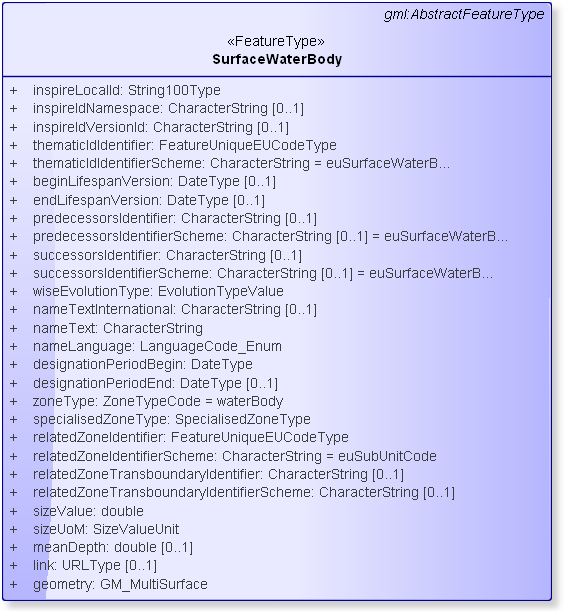 gml:AbstractFeatureType
«FeatureType»
SurfaceWaterBody
+ inspireLocalId: String100Type
+ inspireIdNamespace: CharacterString [0..1]
+ inspireIdVersionId: CharacterString [0..1]
+ thematicIdIdentifier: FeatureUniqueEUCodeType
+ thematicIdIdentifierScheme: CharacterString = euSurfaceWaterB...
+ beginLifespanVersion: DateType [0..1]
+ endLifespanVersion: DateType [0..1]
+ predecessorsIdentifier: CharacterString [0..1]
+ predecessorsIdentifierScheme: CharacterString [0..1] = euSurfaceWaterB...
+ successorsIdentifier: CharacterString [0..1]
+ successorsIdentifierScheme: CharacterString [0..1] = euSurfaceWaterB...
+ wiseEvolutionType: EvolutionTypeValue
+ nameTextInternational: CharacterString [0..1]
+ nameText: CharacterString
+ nameLanguage: LanguageCode_Enum
+ designationPeriodBegin: DateType
+ designationPeriodEnd: DateType [0..1]
+ zoneType: ZoneTypeCode = waterBody
+ specialisedZoneType: SpecialisedZoneType
+ relatedZoneIdentifier: FeatureUniqueEUCodeType
+ relatedZoneIdentifierScheme: CharacterString = euSubUnitCode
+ relatedZoneTransboundaryIdentifier: CharacterString [0..1]
+ relatedZoneTransboundaryIdentifierScheme: CharacterString [0..1]
+ sizeValue: double
+ sizeUoM: SizeValueUnit
+ meanDepth: double [0..1]
+ link: URLType [0..1]
+ geometry: GM_MultiSurface